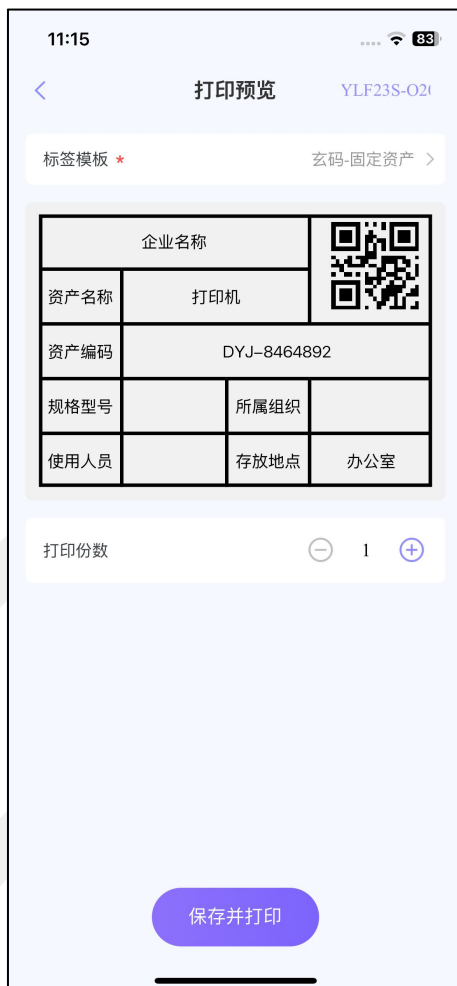 11:15 83
打印预览 YLF23S-O2
标签模板 * 玄码-固定资产
企业名称
资产名称 打印机
资产编码 DYJ-8464892
规格型号 所属组织
使用人员 存放地点 办公室
打印份数 1
保存并打印